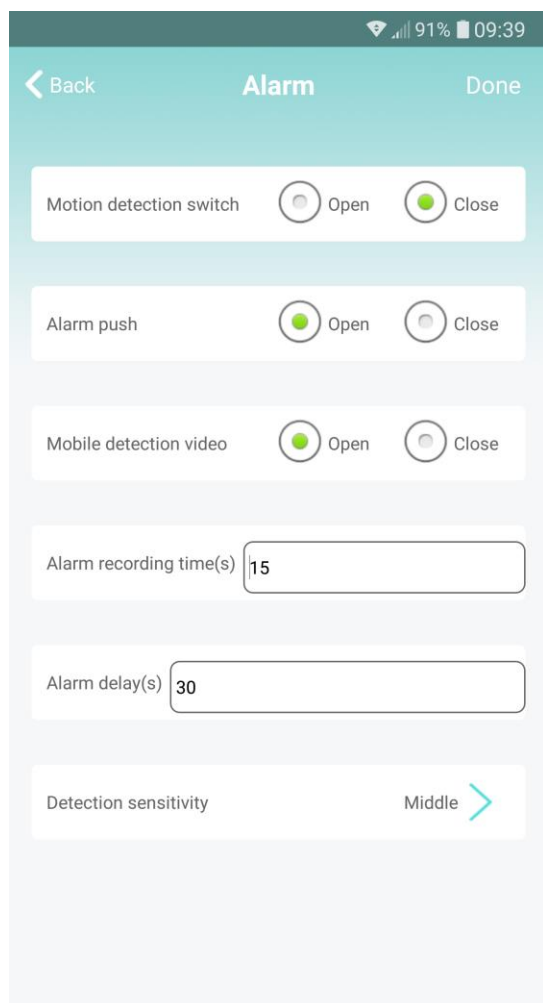 91% 09:39
Back Alarm Done
Motion detection switch Open Close
Alarm push Open Close
Mobile detection video Open Close
Alarm recording time(s) 15
Alarm delay(s) 30
Detection sensitivity Middle